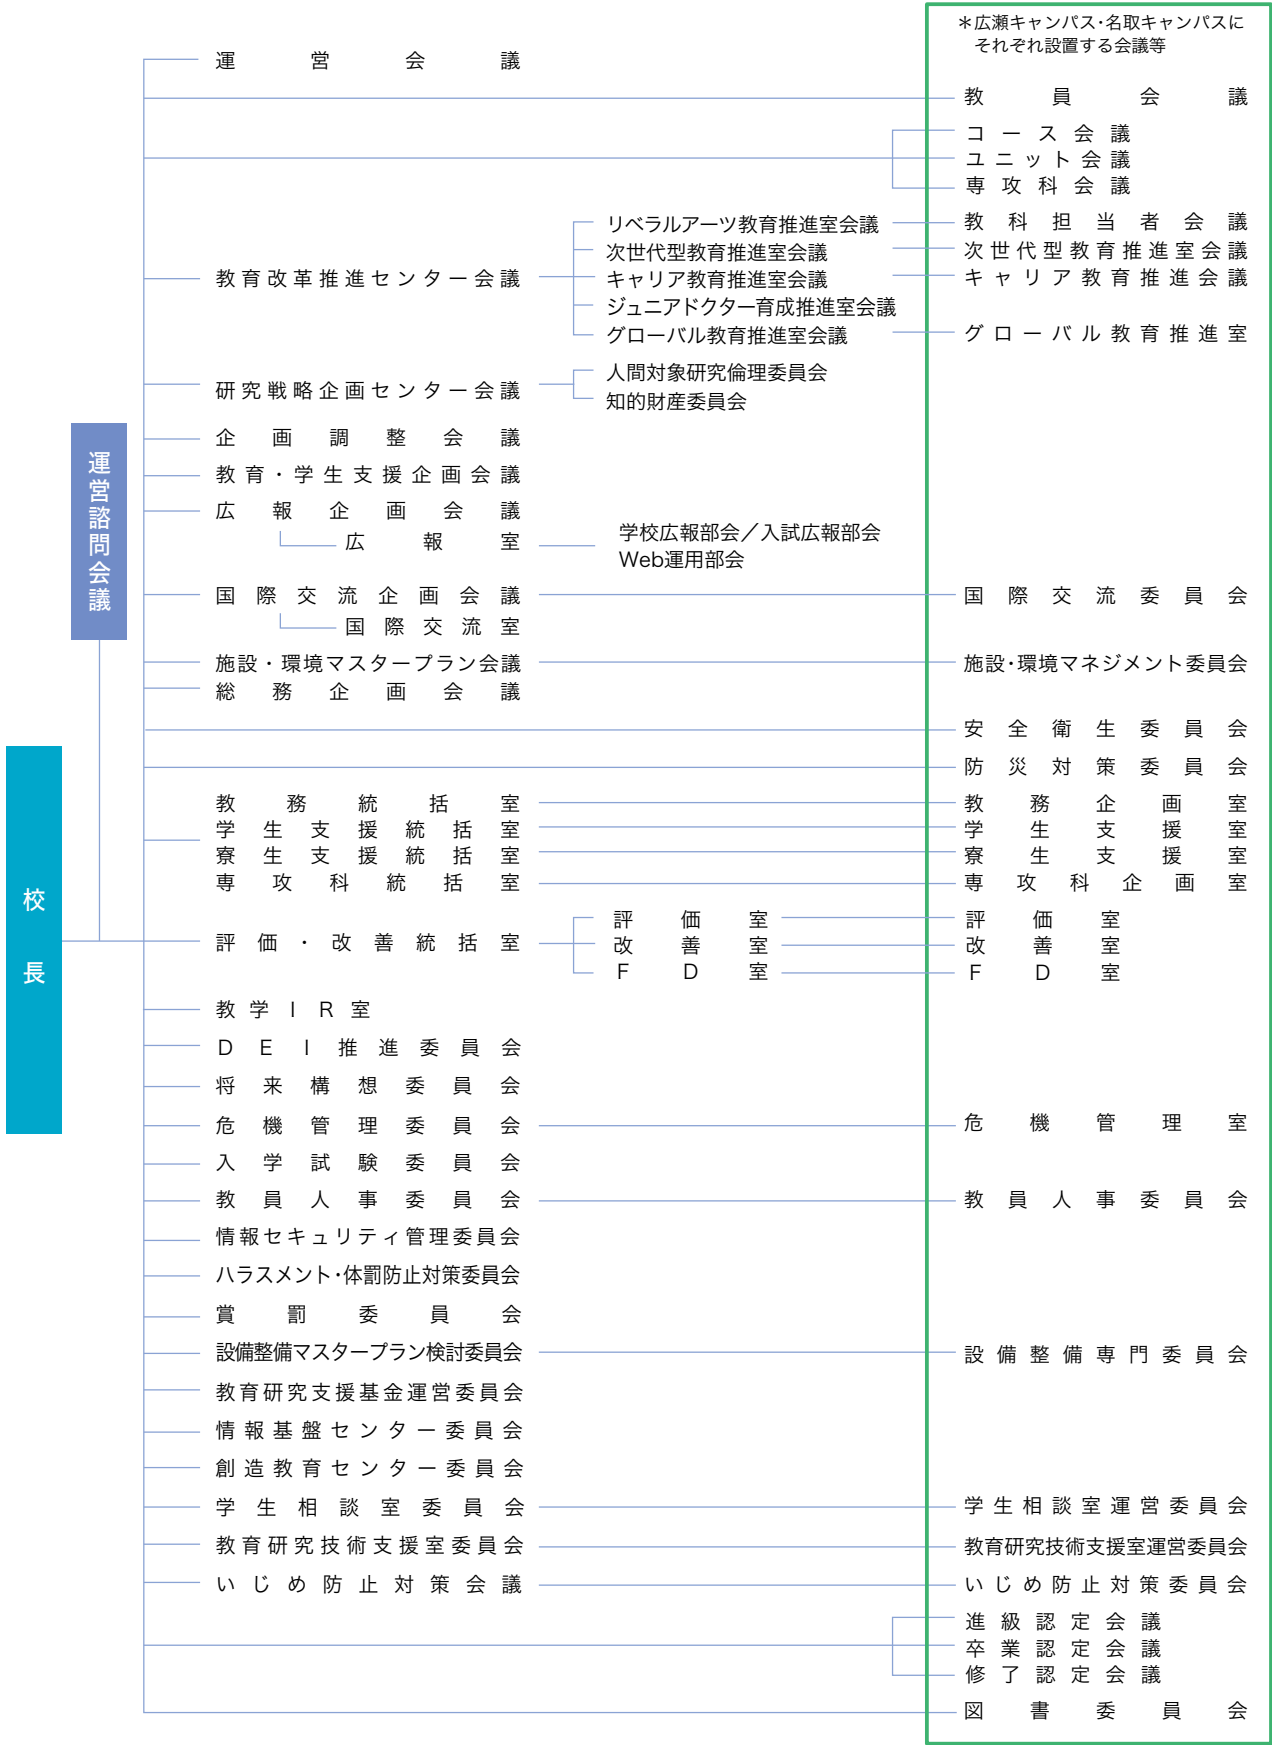 ＊広瀬キャンパス・名取キャンパスに
それぞれ設置する会議等
運営会議
教員会議
コース会議
ユニット会議
専攻科会議
教育改革推進センター会議
リベラルアーツ教育推進室会議
教科担当者会議
次世代型教育推進室会議
次世代型教育推進室会議
キャリア教育推進室会議
キャリア教育推進会議
ジュニアドクター育成推進室会議
グローバル教育推進室会議
グローバル教育推進室
研究戦略企画センター会議
人間対象研究倫理委員会
知的財産委員会
企画調整会議
教育・学生支援企画会議
広報企画会議
広報室
学校広報部会／入試広報部会
Web運用部会
運営諮問会議
国際交流企画会議
国際交流委員会
国際交流室
施設・環境マスタープラン会議
施設・環境マネジメント委員会
総務企画会議
安全衛生委員会
防災対策委員会
教務統括室
教務企画室
学生支援統括室
学生支援室
寮生支援統括室
寮生支援室
専攻科統括室
専攻科企画室
校長
評価・改善統括室
評価室
評価室
改善室
改善室
ＦＤ室
ＦＤ室
教学ＩＲ室
ＤＥＩ推進委員会
将来構想委員会
危機管理委員会
危機管理室
入学試験委員会
教員人事委員会
教員人事委員会
情報セキュリティ管理委員会
ハラスメント・体罰防止対策委員会
賞罰委員会
設備整備マスタープラン検討委員会
設備整備専門委員会
教育研究支援基金運営委員会
情報基盤センター委員会
創造教育センター委員会
学生相談室委員会
学生相談室運営委員会
教育研究技術支援室委員会
教育研究技術支援室運営委員会
いじめ防止対策会議
いじめ防止対策委員会
進級認定会議
卒業認定会議
修了認定会議
図書委員会